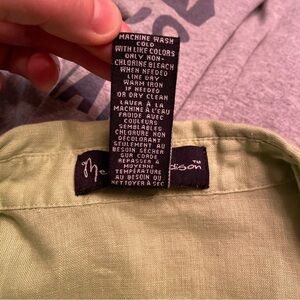 MACHINE WASH
COLD
WITH LIKE COLORS
ONLY NON-
CHLORINE BLEACH
WHEN NEEDED
LINE DRY
WARM IRON
IF NEEDED
OR DRY CLEAN
LAVER À LA
MACHINE À L'EAU
FROIDE AVEC
COULEURS
SEMBLABLES
CHLORURE NON
DÉCOLORANT
SEULEMENT AU
BESOIN SÉCHER
SUR CORDE
REPASSER À
MOYENNE
TEMPÉRATURE
AU BESOIN OU
NETTOYER À SEC
Me dison™